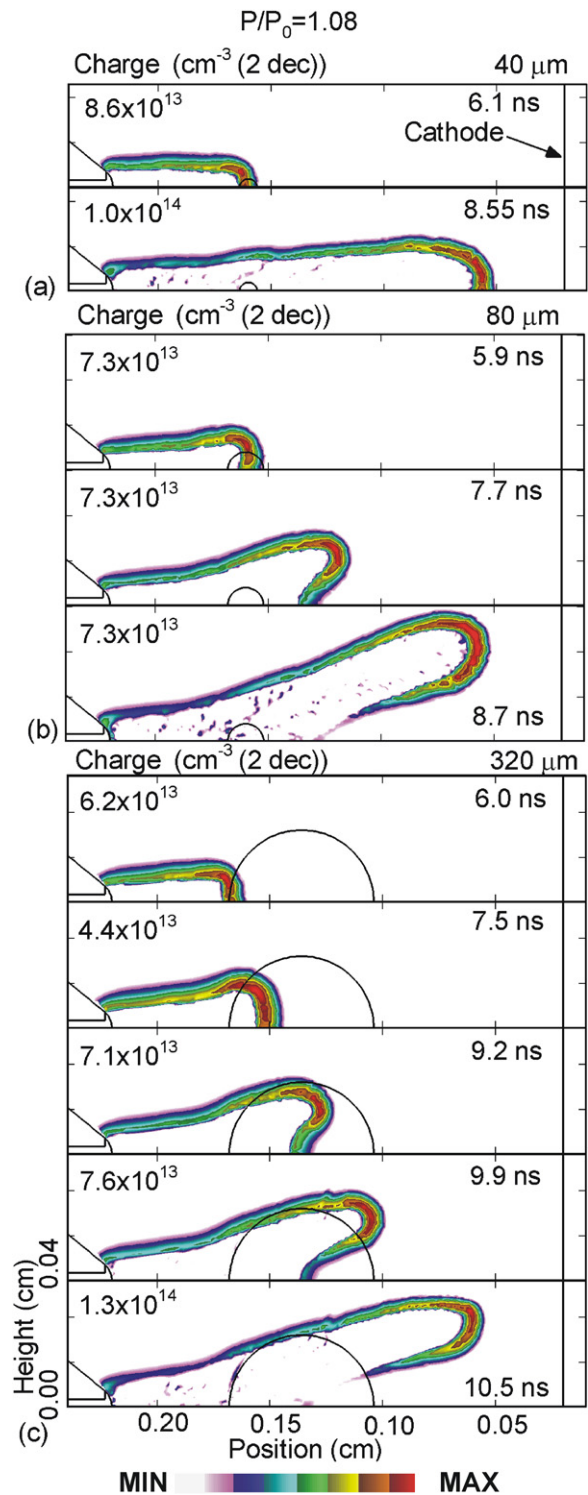 P/P₀=1.08
Charge (cm⁻³ (2 dec)) 40 µm
8.6x10¹³ 6.1 ns
Cathode
1.0x10¹⁴ 8.55 ns
(a)
Charge (cm⁻³ (2 dec)) 80 µm
7.3x10¹³ 5.9 ns
7.3x10¹³ 7.7 ns
7.3x10¹³
8.7 ns
(b)
Charge (cm⁻³ (2 dec)) 320 µm
6.2x10¹³ 6.0 ns
4.4x10¹³ 7.5 ns
7.1x10¹³ 9.2 ns
7.6x10¹³ 9.9 ns
1.3x10¹⁴
10.5 ns
Height (cm)
0.04
0.00
(c)
0.20 0.15 0.10 0.05
Position (cm)
MIN MAX